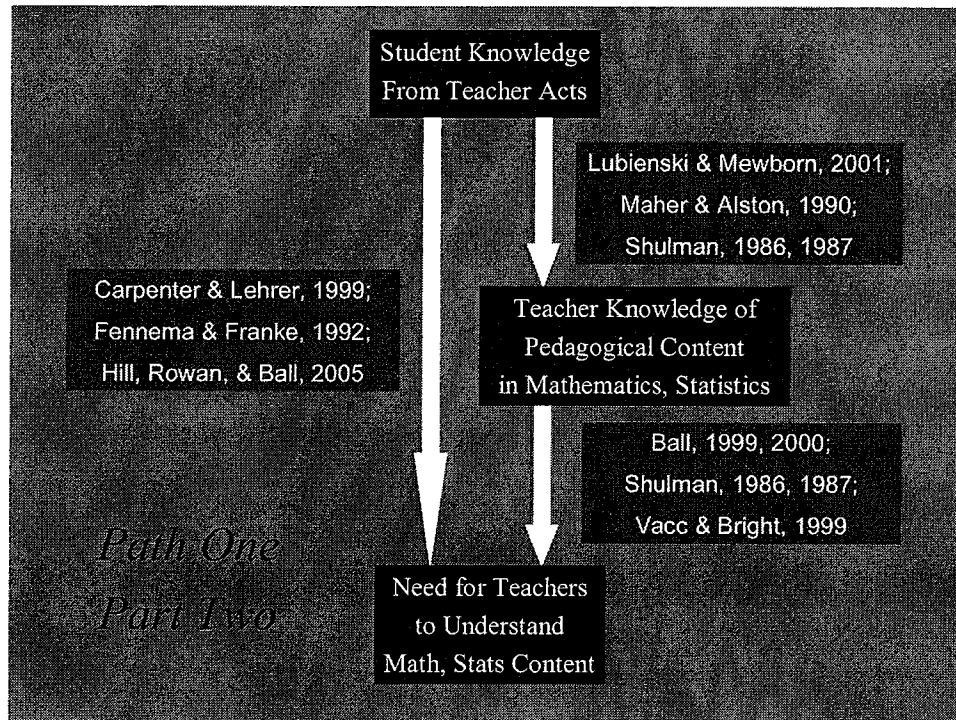 Student Knowledge
From Teacher Acts
Lubienski & Mewborn, 2001;
Maher & Alston, 1990;
Shulman, 1986, 1987
Carpenter & Lehrer, 1999;
Fennema & Franke, 1992;
Hill, Rowan, & Ball, 2005
Teacher Knowledge of
Pedagogical Content
in Mathematics, Statistics
Ball, 1999, 2000;
Shulman, 1986, 1987;
Vacc & Bright, 1999
Path One
Part Two
Need for Teachers
to Understand
Math, Stats Content